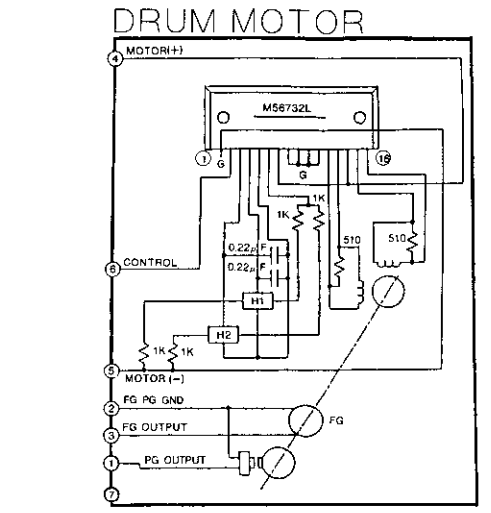 DRUM MOTOR
4 MOTOR(+)
M56732L
1 G 16
G
1K
1K
510
510
0.22μF
0.22μF
6 CONTROL
H1
H2
1K 1K
5
MOTOR (-)
2 FG PG GND
FG
3 FG OUTPUT
1 PG OUTPUT
7